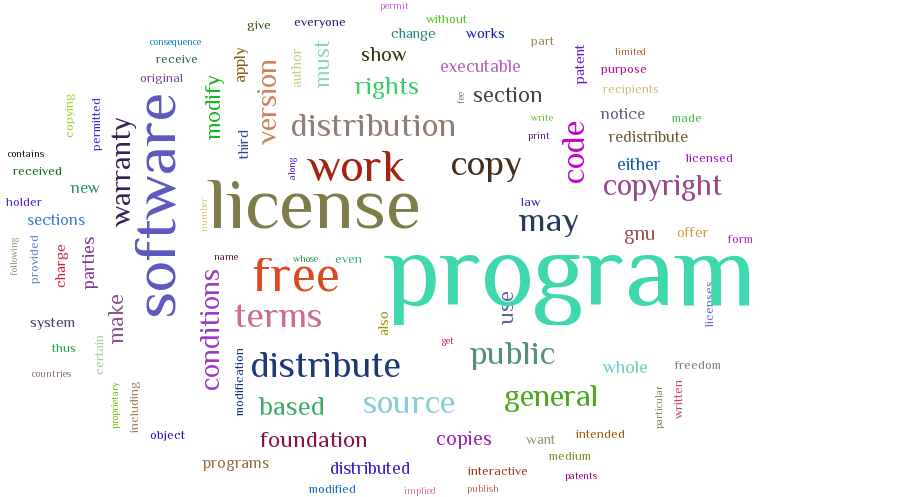 permit
give
everyone
without
change
works
consequence
receive
original
apply
author
must
show
part
limited
executable
patent
purpose
recipients
rights
modify
version
fee
section
notice
made
copying
permitted
software
warranty
third
distribution
write
print
code
redistribute
contains
received
new
along
work
copy
either
licensed
copyright
holder
sections
number
license
law
may
gnu
offer
form
following
provided
charge
parties
name
free
whose
even
program
conditions
terms
also
use
licenses
system
make
thus
certain
get
public
countries
modification
distribute
whole
freedom
proprietary
including
based
source
general
particular
written
object
foundation
copies
want
intended
programs
distributed
interactive
medium
patents
modified
implied
publish